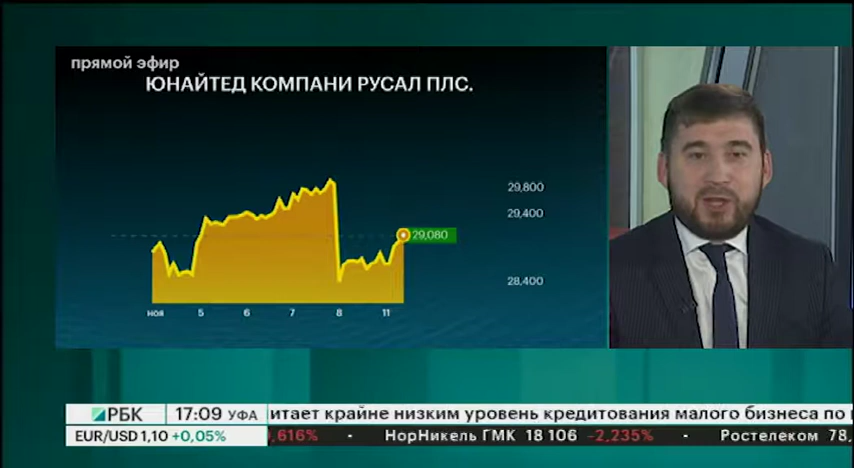 прямой эфир
ЮНАЙТЕД КОМПАНИ РУСАЛ ПЛС.
29,800
29,400
29,080
28,400
ноя 5 6 7 8 11
РБК 17:09 УФА итает крайне низким уровень кредитования малого бизнеса по
EUR/USD 1,10 +0,05% ,616% - НорНикель ГМК 18 106 -2,235% - Ростелеком 78,